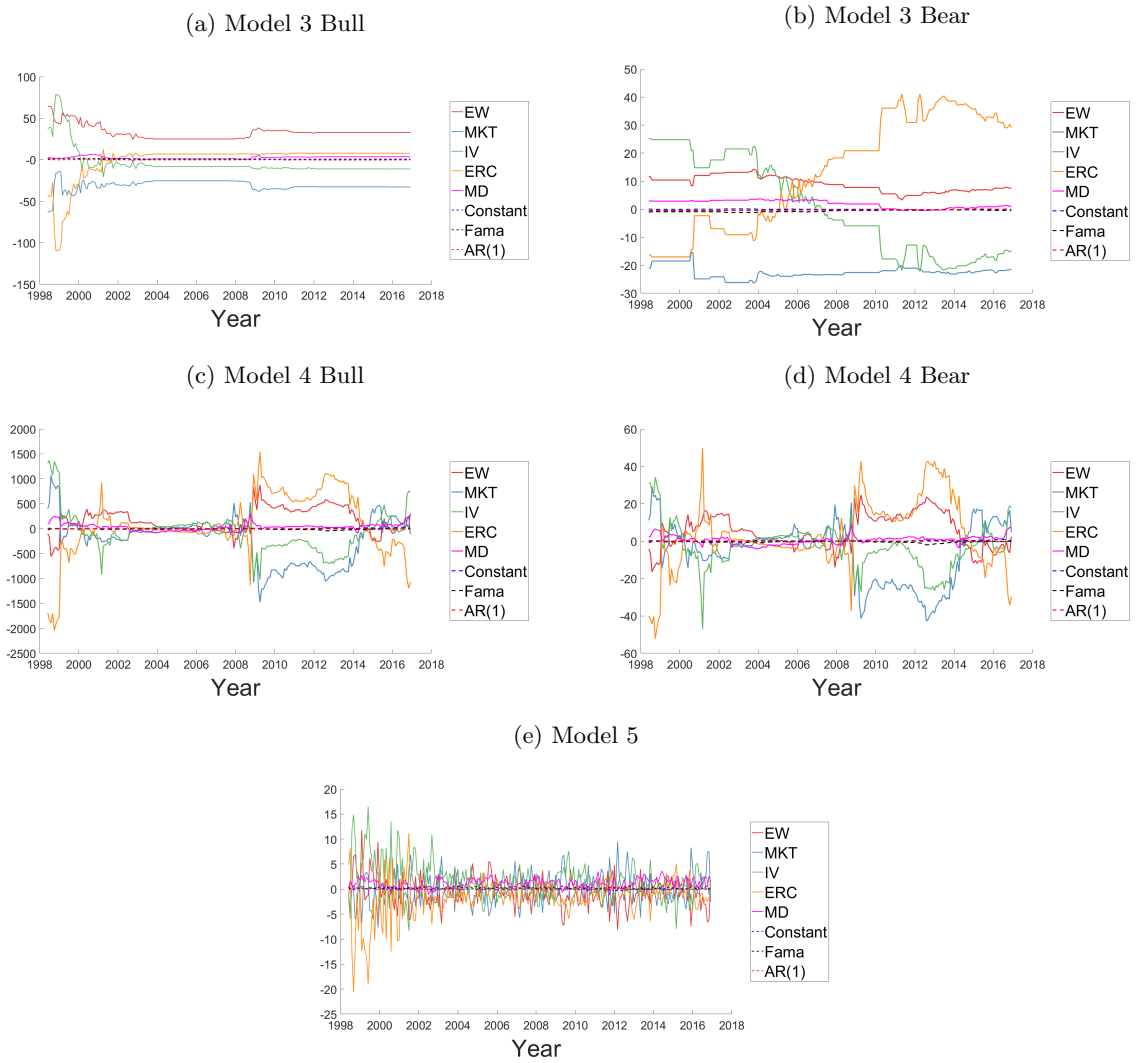 (a) Model 3 Bull
100
50
-0
-50
-100
-150
1998 2000 2002 2004 2006 2008 2010 2012 2014 2016 2018
Year
EW
MKT
IV
ERC
MD
Constant
Fama
AR(1)
(b) Model 3 Bear
50
40
30
20
10
0
-10
-20
-30
1998 2000 2002 2004 2006 2008 2010 2012 2014 2016 2018
Year
EW
MKT
IV
ERC
MD
Constant
Fama
AR(1)
(c) Model 4 Bull
2000
1500
1000
500
0
-500
-1000
-1500
-2000
-2500
1998 2000 2002 2004 2006 2008 2010 2012 2014 2016 2018
Year
EW
MKT
IV
ERC
MD
Constant
Fama
AR(1)
(d) Model 4 Bear
60
40
20
0
-20
-40
-60
1998 2000 2002 2004 2006 2008 2010 2012 2014 2016 2018
Year
EW
MKT
IV
ERC
MD
Constant
Fama
AR(1)
(e) Model 5
20
15
10
5
0
-5
-10
-15
-20
-25
1998 2000 2002 2004 2006 2008 2010 2012 2014 2016 2018
Year
EW
MKT
IV
ERC
MD
Constant
Fama
AR(1)